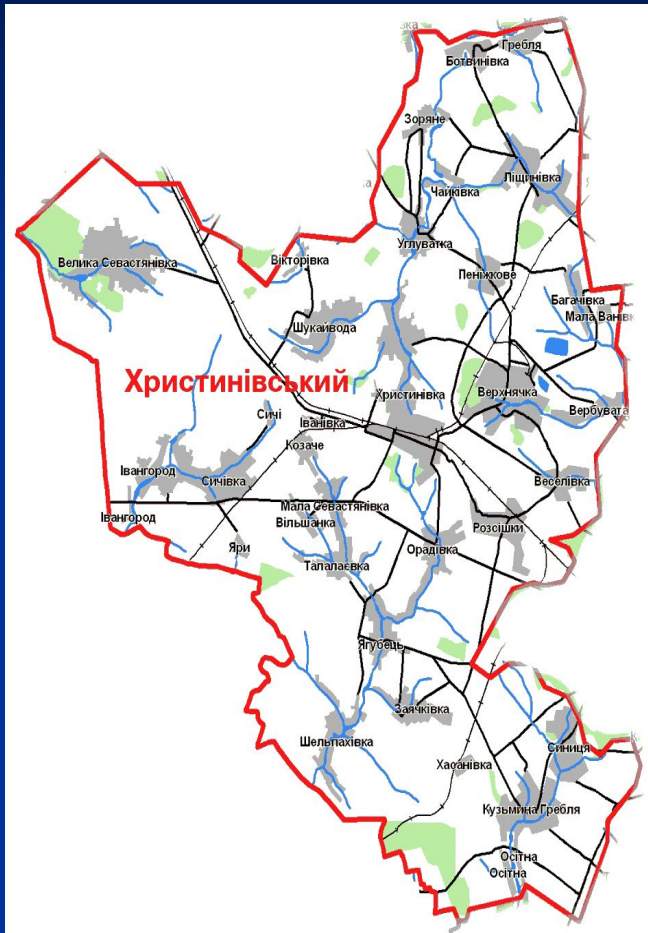 Гребля
Ботвинівка
Зоряне
Ліщинівка
Чайківка
Углуватка
Вікторівка
Велика Севастянівка
Пеніжкове
Багачівка
Мала Ванівк
Шукайвода
Христинівський
Христинівка
Верхнячка
Вербувата
Сичі
Іванівка
Козаче
Івангород
Сичівка
Веселівка
Івангород
Мала Севастянівка
Вільшанка
Розсішки
Яри
Орадівка
Талалаєвка
Ягубець
Заячківка
Шельпахівка
Синиця
Хасанівка
Кузьмина Гребля
Осітна
Осітна